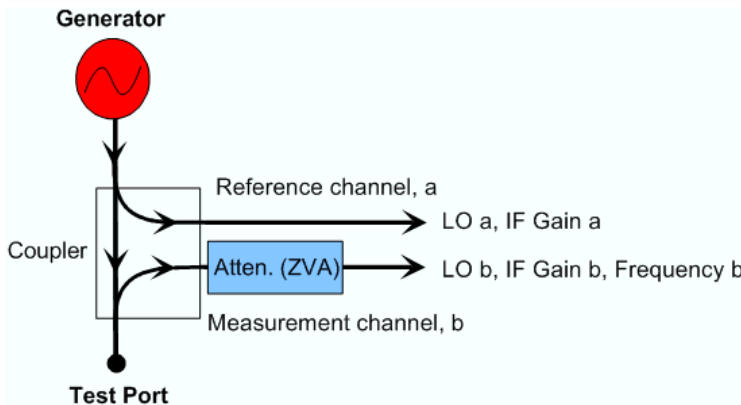 Generator
Reference channel, a
LO a, IF Gain a
Coupler
Atten. (ZVA)
LO b, IF Gain b, Frequency b
Measurement channel, b
Test Port